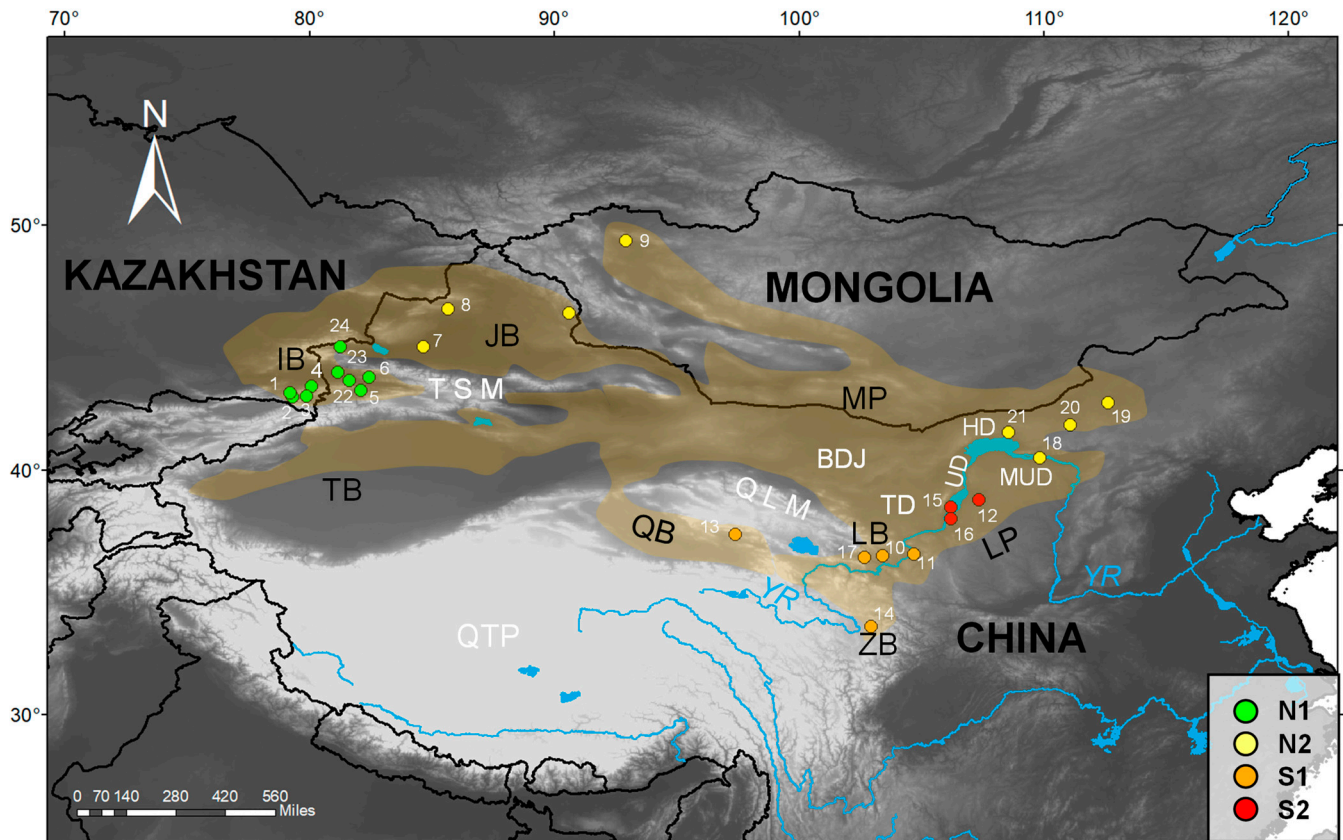 70° 80° 90° 100° 110° 120°
N
50°
9
KAZAKHSTAN
MONGOLIA
8
24
7
JB
23
IB
4
6
1
T S M
22
5
2
3
MP
20
19
21
HD
18
40°
BDJ
UD
MUD
TB
Q L M
TD
15
12
QB
13
LB
16
LP
17
10
11
YR
YR
14
QTP
ZB
CHINA
30°
N1
N2
S1
S2
0 70 140 280 420 560
Miles